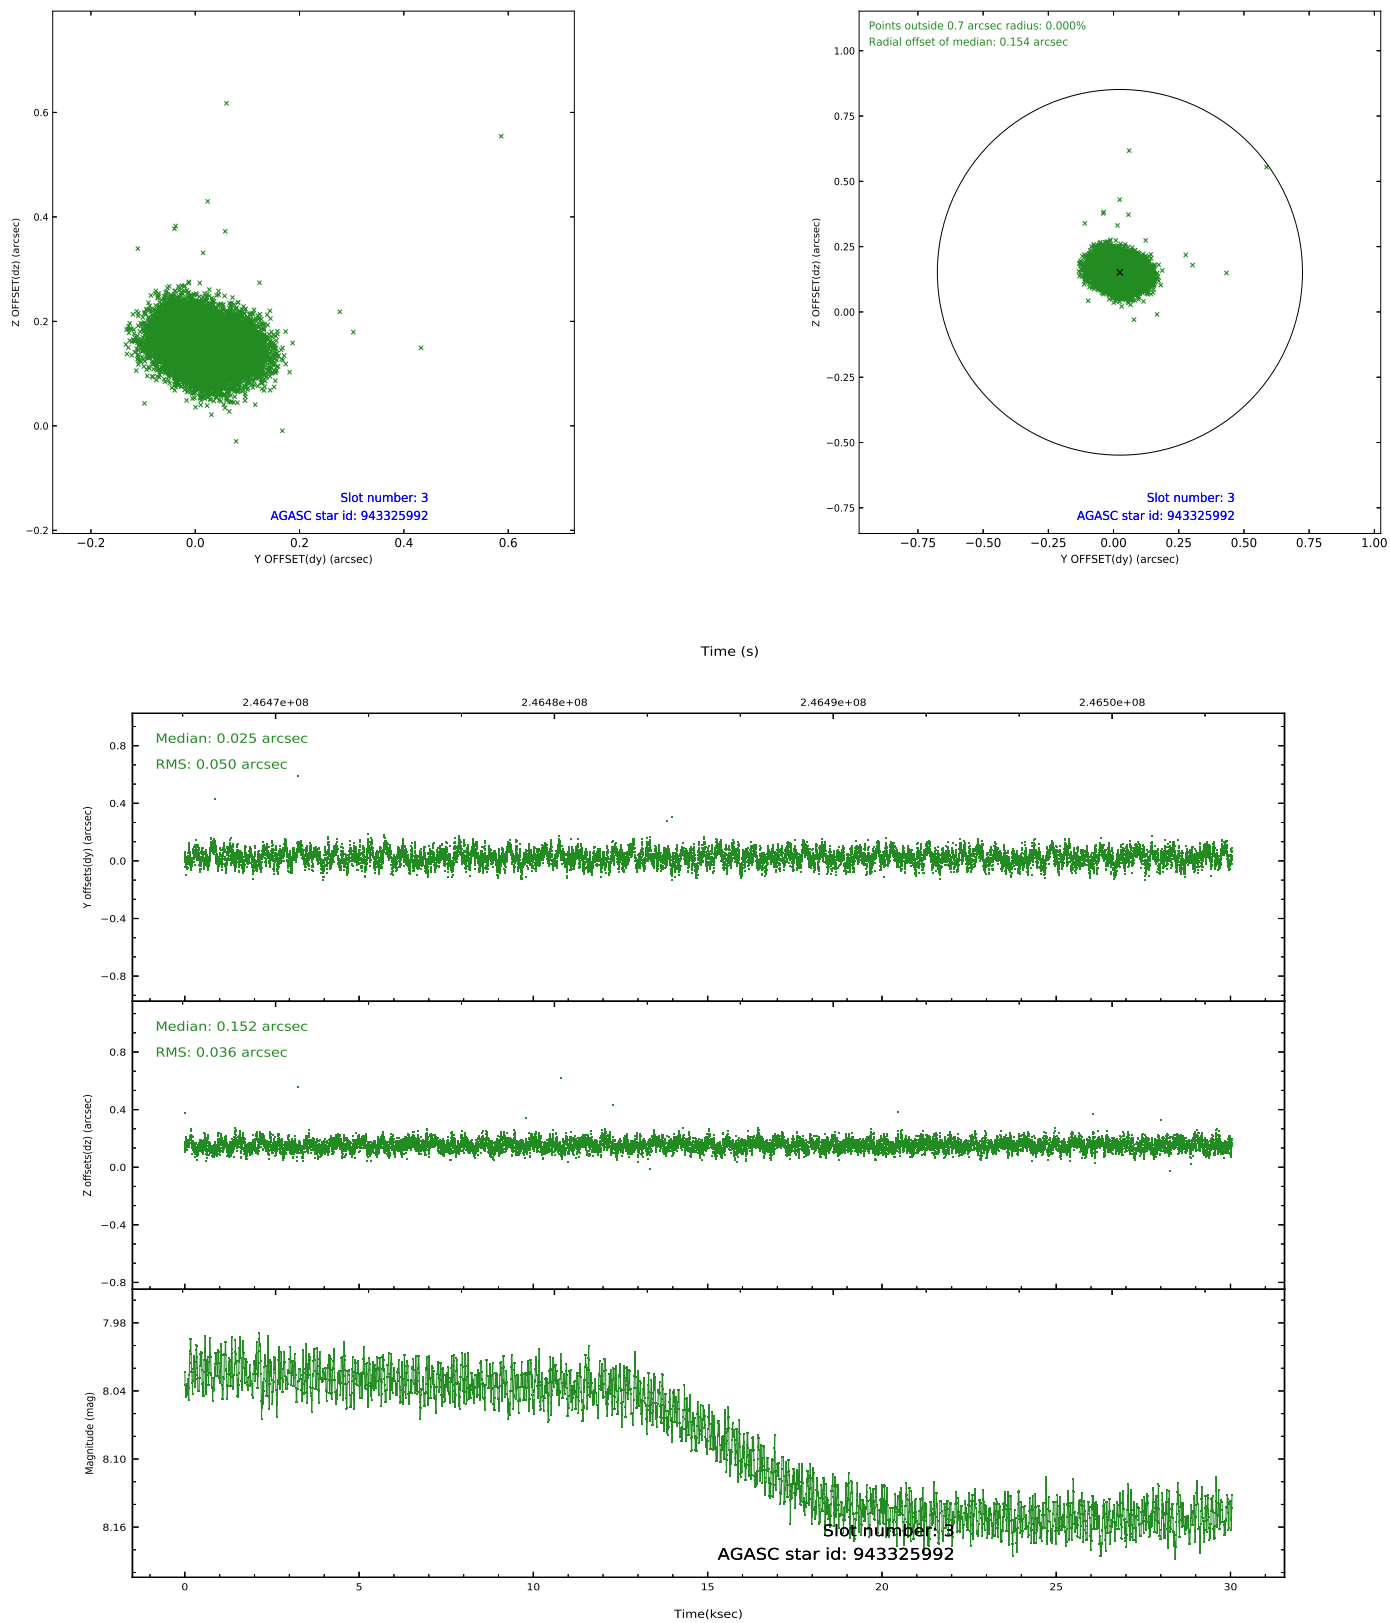 Z OFFSET(dz) (arcsec)
0.6
0.4
0.2
0.0
−0.2
Slot number: 3
AGASC star id: 943325992
−0.2 0.0 0.2 0.4 0.6
Y OFFSET(dy) (arcsec)
Points outside 0.7 arcsec radius: 0.000%
Radial offset of median: 0.154 arcsec
Z OFFSET(dz) (arcsec)
1.00
0.75
0.50
0.25
0.00
−0.25
−0.50
−0.75
Slot number: 3
AGASC star id: 943325992
−0.75 −0.50 −0.25 0.00 0.25 0.50 0.75 1.00
Y OFFSET(dy) (arcsec)
Time (s)
2.4647e+08 2.4648e+08 2.4649e+08 2.4650e+08
Median: 0.025 arcsec
RMS: 0.050 arcsec
Y offsets(dy) (arcsec)
0.8
0.4
0.0
−0.4
−0.8
Median: 0.152 arcsec
RMS: 0.036 arcsec
Z offsets(dz) (arcsec)
0.8
0.4
0.0
−0.4
−0.8
Magnitude (mag)
7.98
8.04
8.10
8.16
Slot number: 3
AGASC star id: 943325992
0 5 10 15 20 25 30
Time(ksec)